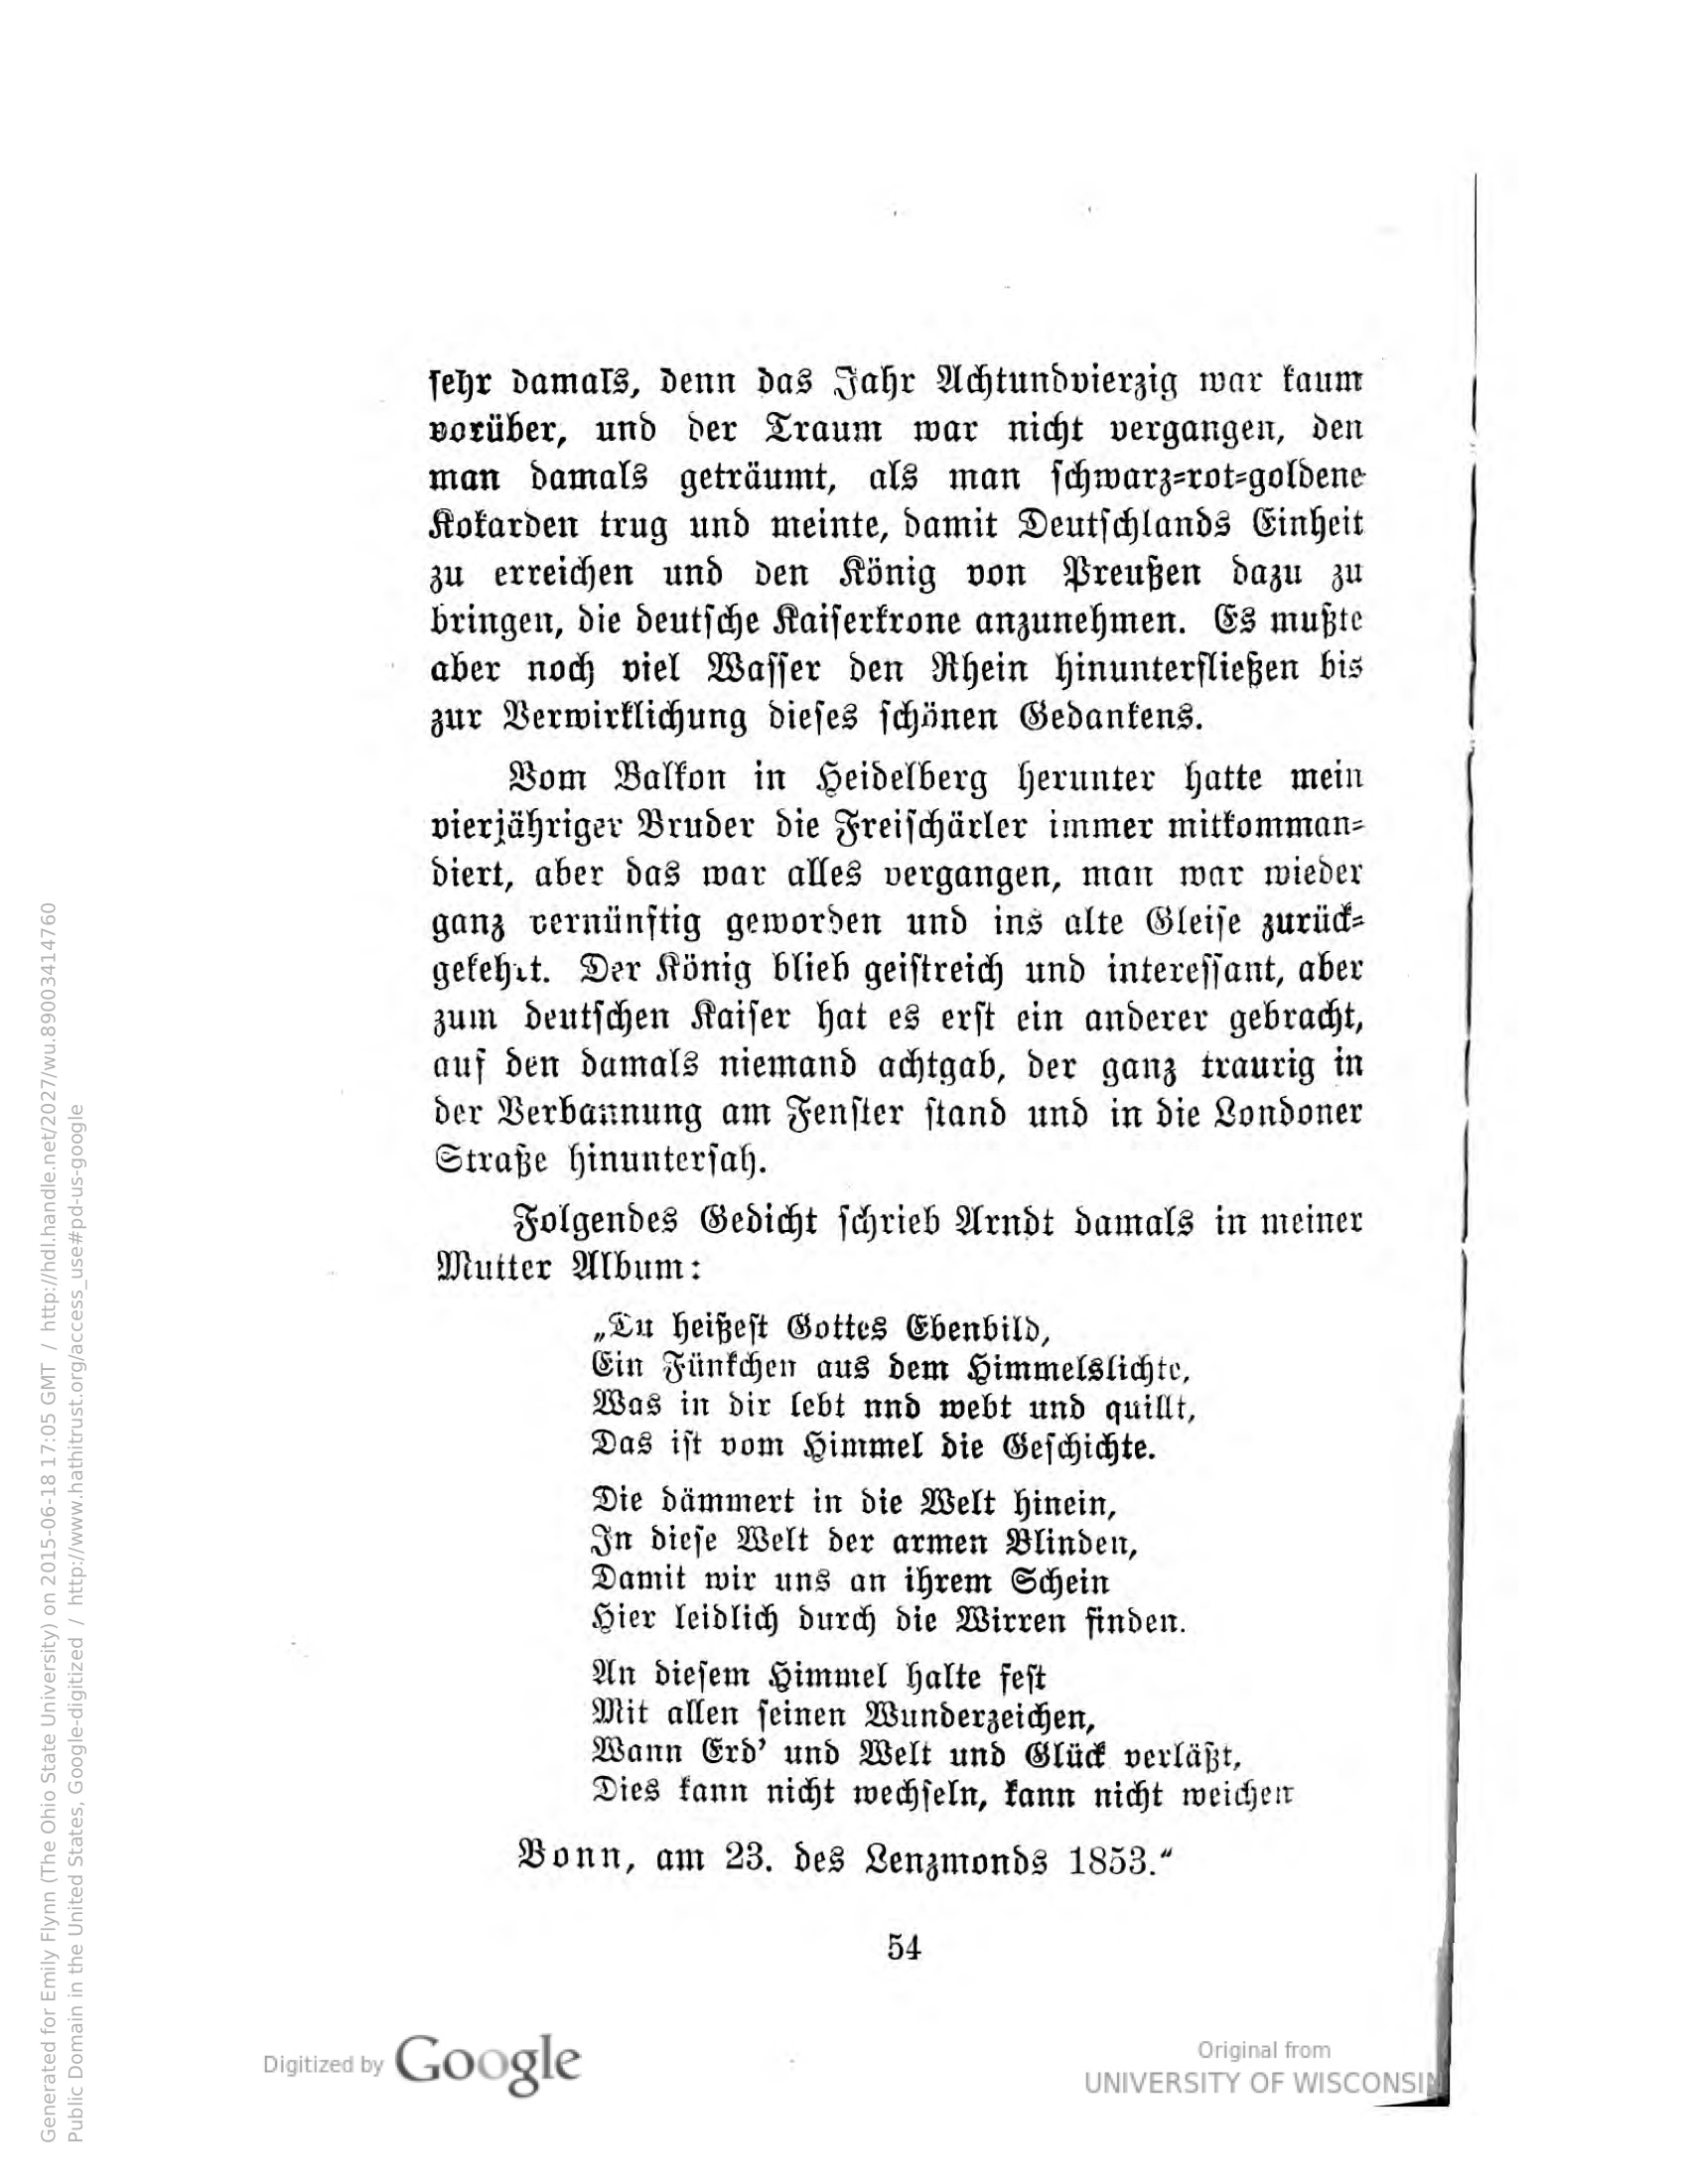 sehr damals, denn das Jahr Achtundvierzig war kaum
vorüber, und der Traum war nicht vergangen, den
man damals geträumt, als man schwarz-rot-goldene
Kokarden trug und meinte, damit Deutschlands Einheit
zu erreichen und den König von Preußen dazu zu
bringen, die deutsche Kaiserkrone anzunehmen. Es mußte
aber noch viel Wasser den Rhein hinunterfließen bis
zur Verwirklichung dieses schönen Gedankens.
Vom Balkon in Heidelberg herunter hatte mein
vierjähriger Bruder die Freischärler immer mitkomman-
diert, aber das war alles vergangen, man war wieder
ganz vernünftig geworden und ins alte Gleise zurück-
gekehrt. Der König blieb geistreich und interessant, aber
zum deutschen Kaiser hat es erst ein anderer gebracht,
auf den damals niemand achtgab, der ganz traurig in
der Verbannung am Fenster stand und in die Londoner
Straße hinuntersah.
Folgendes Gedicht schrieb Arndt damals in meiner
Mutter Album:
„Du heißest Gottes Ebenbild,
Ein Fünkchen aus dem Himmelslichte,
Was in dir lebt nnd webt und quillt,
Das ist vom Himmel die Geschichte.
Die dämmert in die Welt hinein,
In diese Welt der armen Blinden,
Damit wir uns an ihrem Schein
Hier leidlich durch die Wirren finden.
An diesem Himmel halte fest
Mit allen seinen Wunderzeichen,
Wann Erd' und Welt und Glück verläßt,
Dies kann nicht wechseln, kann nicht weichen
Bonn, am 23. des Lenzmonds 1853.“
54
Digitized by Google
Original from
UNIVERSITY OF WISCONSIN
Generated for Emily Flynn (The Ohio State University) on 2015-06-18 17:05 GMT / http://hdl.handle.net/2027/wu.89003414760
Public Domain in the United States, Google-digitized / http://www.hathitrust.org/access_use#pd-us-google